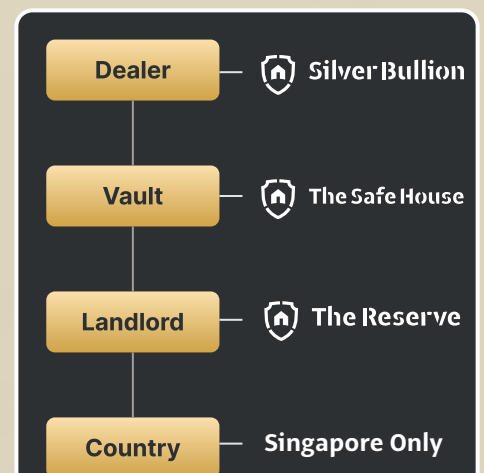 Dealer
Silver Bullion
Vault
The Safe House
Landlord
The Reserve
Country
Singapore Only